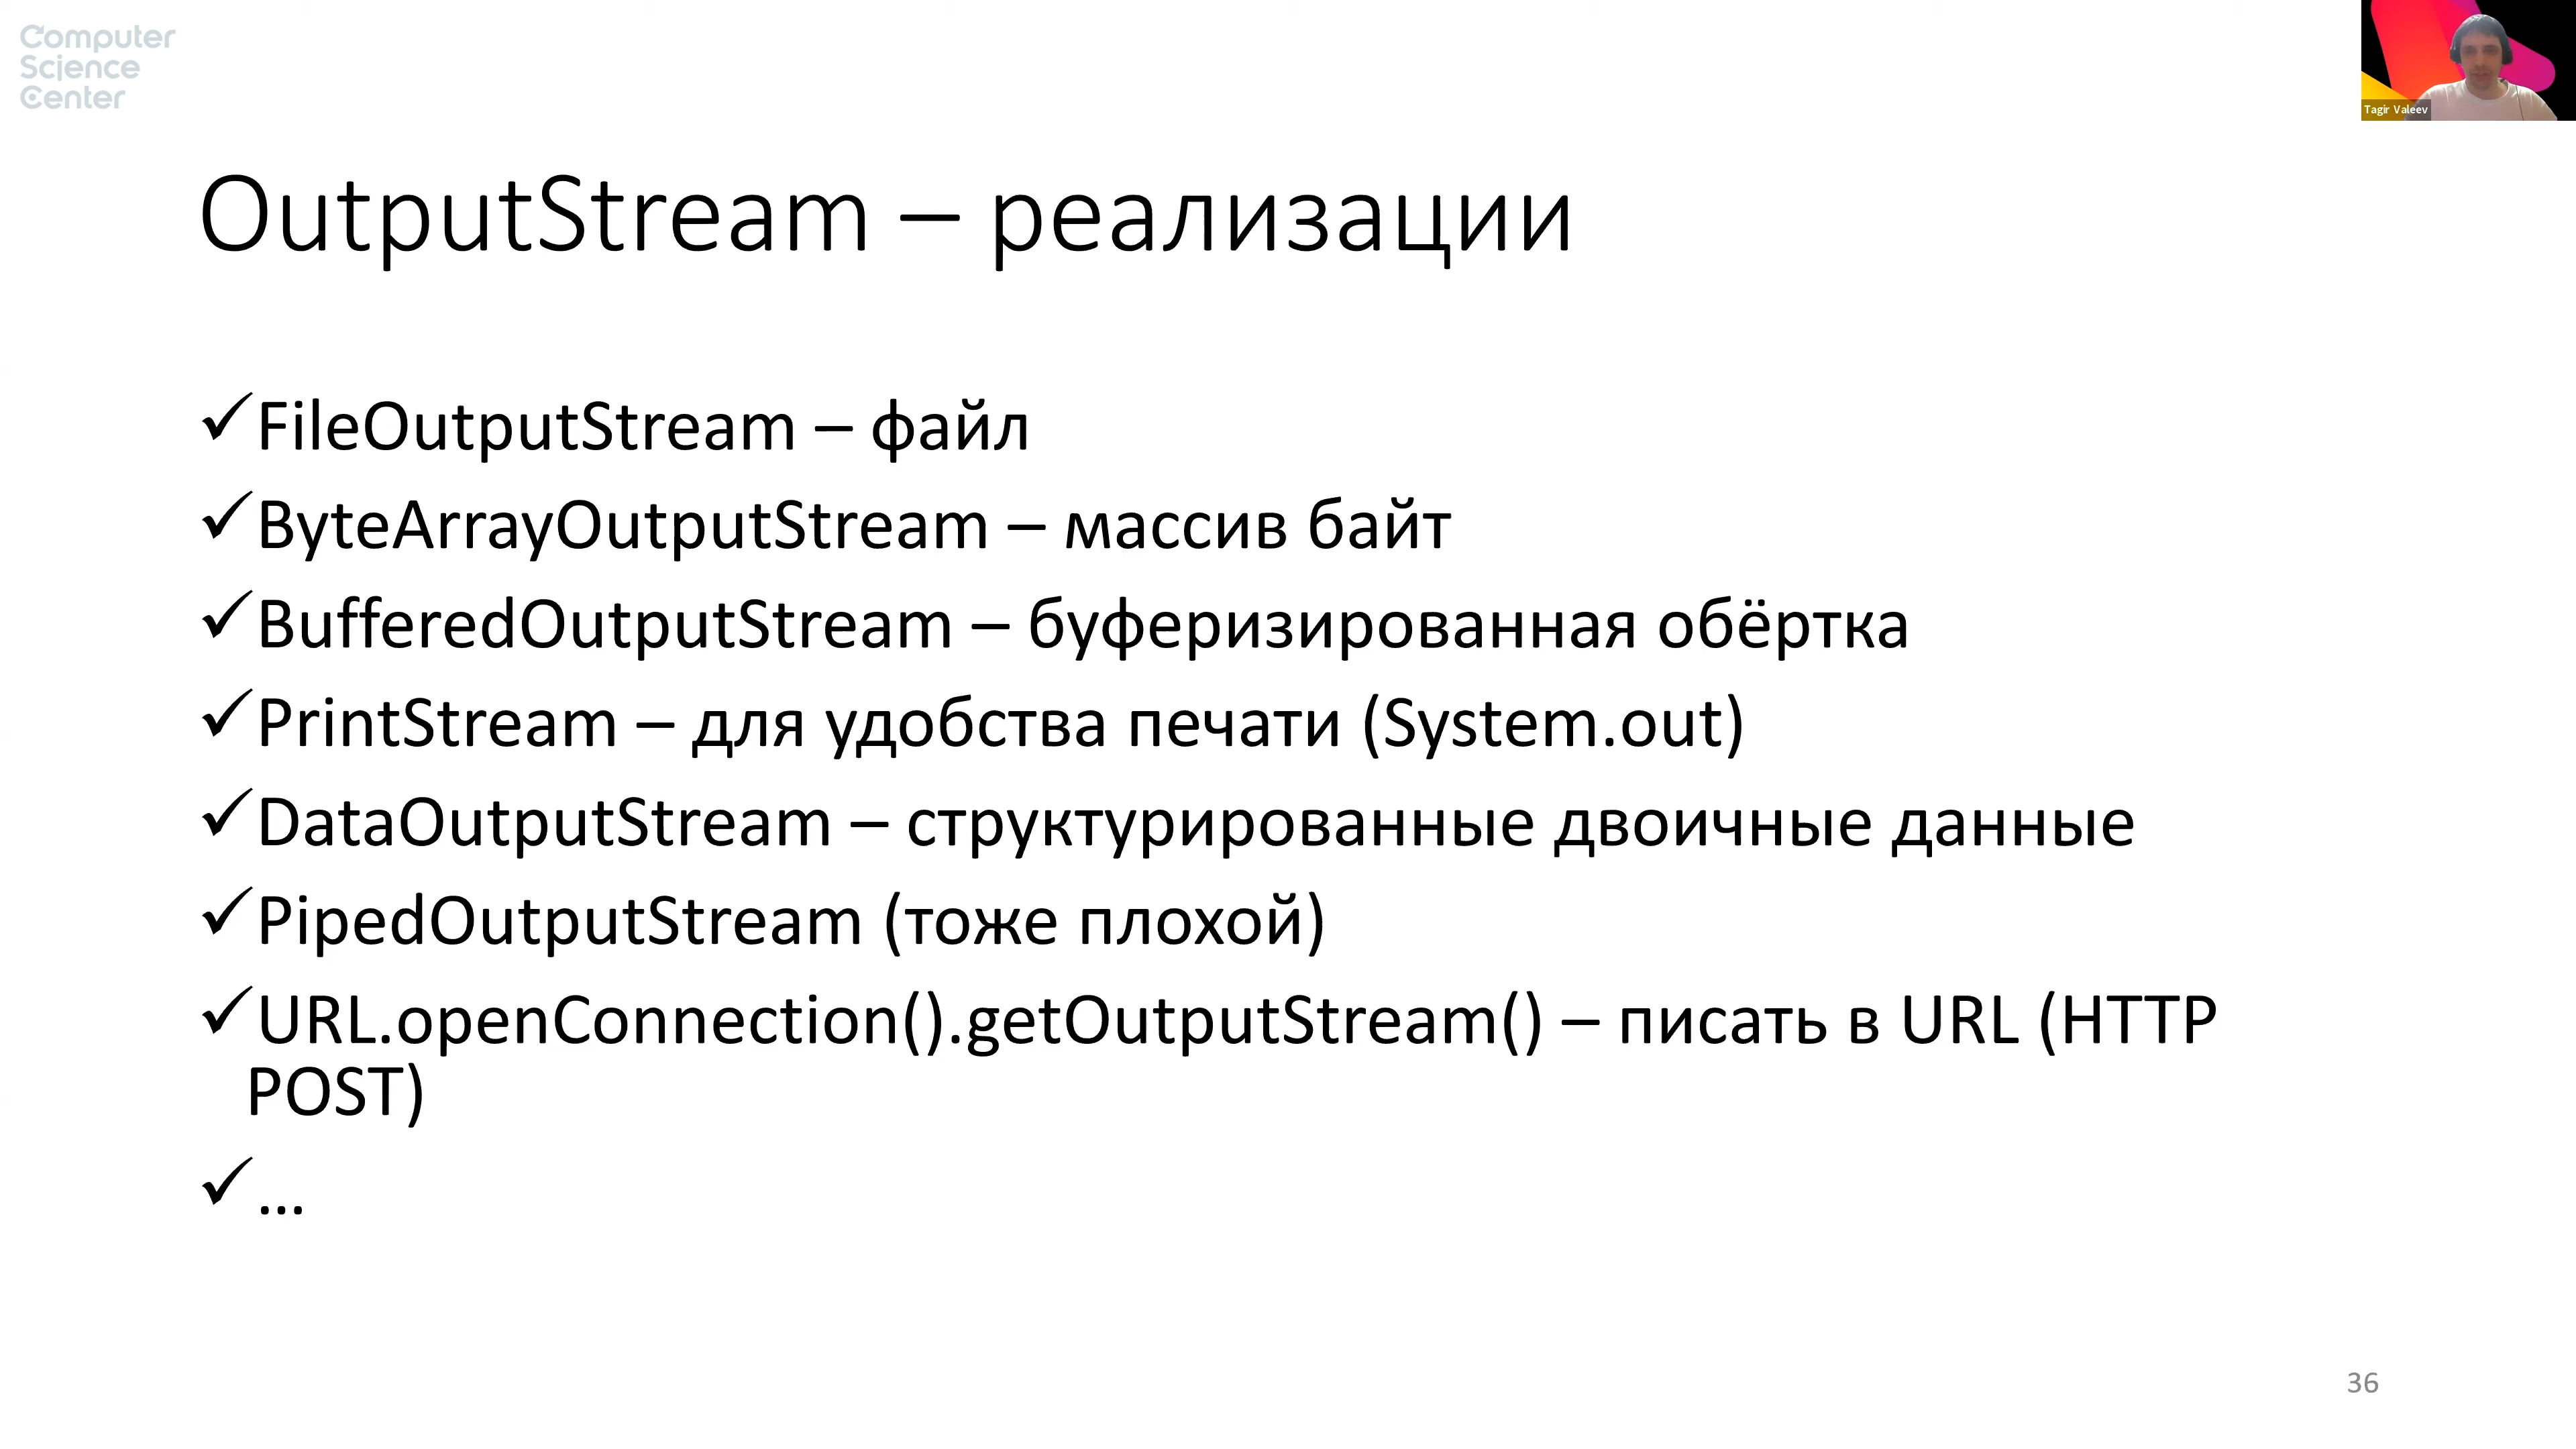 Computer
Science
Center
Tagir Valeev
OutputStream – реализации
✓FileOutputStream – файл
✓ByteArrayOutputStream – массив байт
✓BufferedOutputStream – буферизированная обёртка
✓PrintStream – для удобства печати (System.out)
✓DataOutputStream – структурированные двоичные данные
✓PipedOutputStream (тоже плохой)
✓URL.openConnection().getOutputStream() – писать в URL (HTTP
POST)
✓...
36